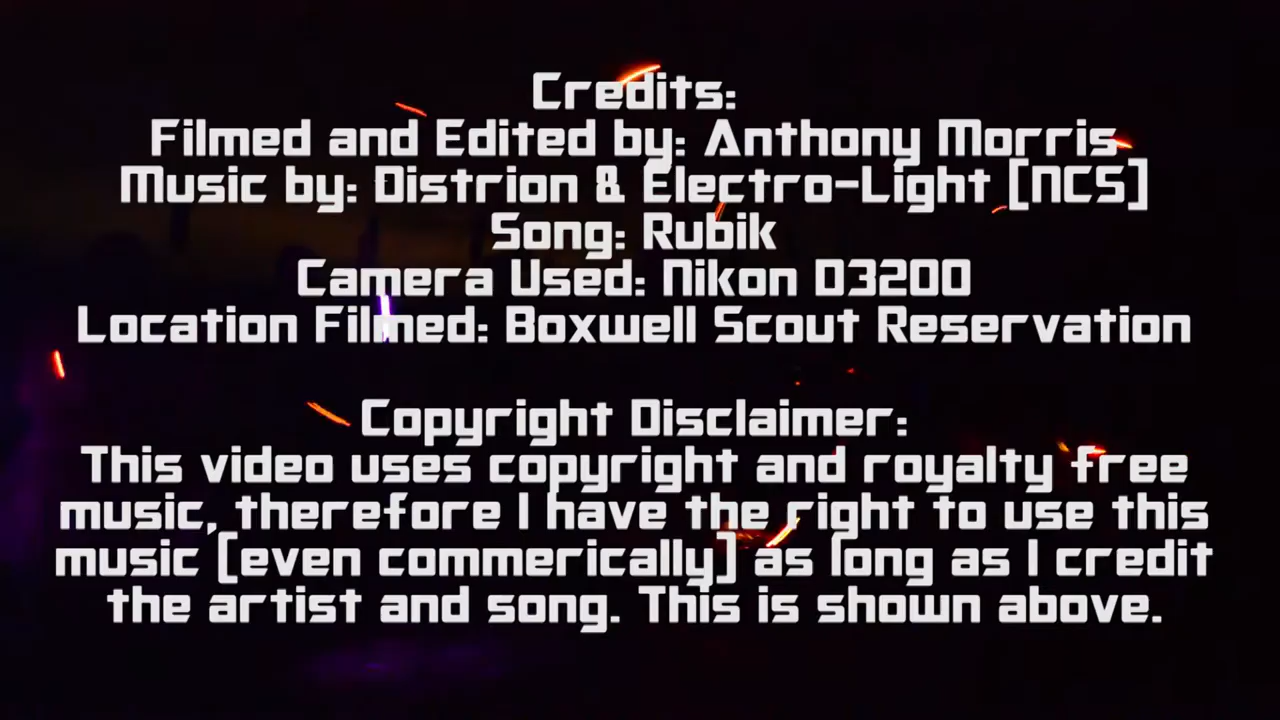 Credits:
Filmed and Edited by: Anthony Morris
Music by: Distrion & Electro-Light [NCS]
Song: Rubik
Camera Used: Nikon D3200
Location Filmed: Boxwell Scout Reservation
Copyright Disclaimer:
This video uses copyright and royalty free
music, therefore I have the right to use this
music [even commerically] as long as I credit
the artist and song. This is shown above.